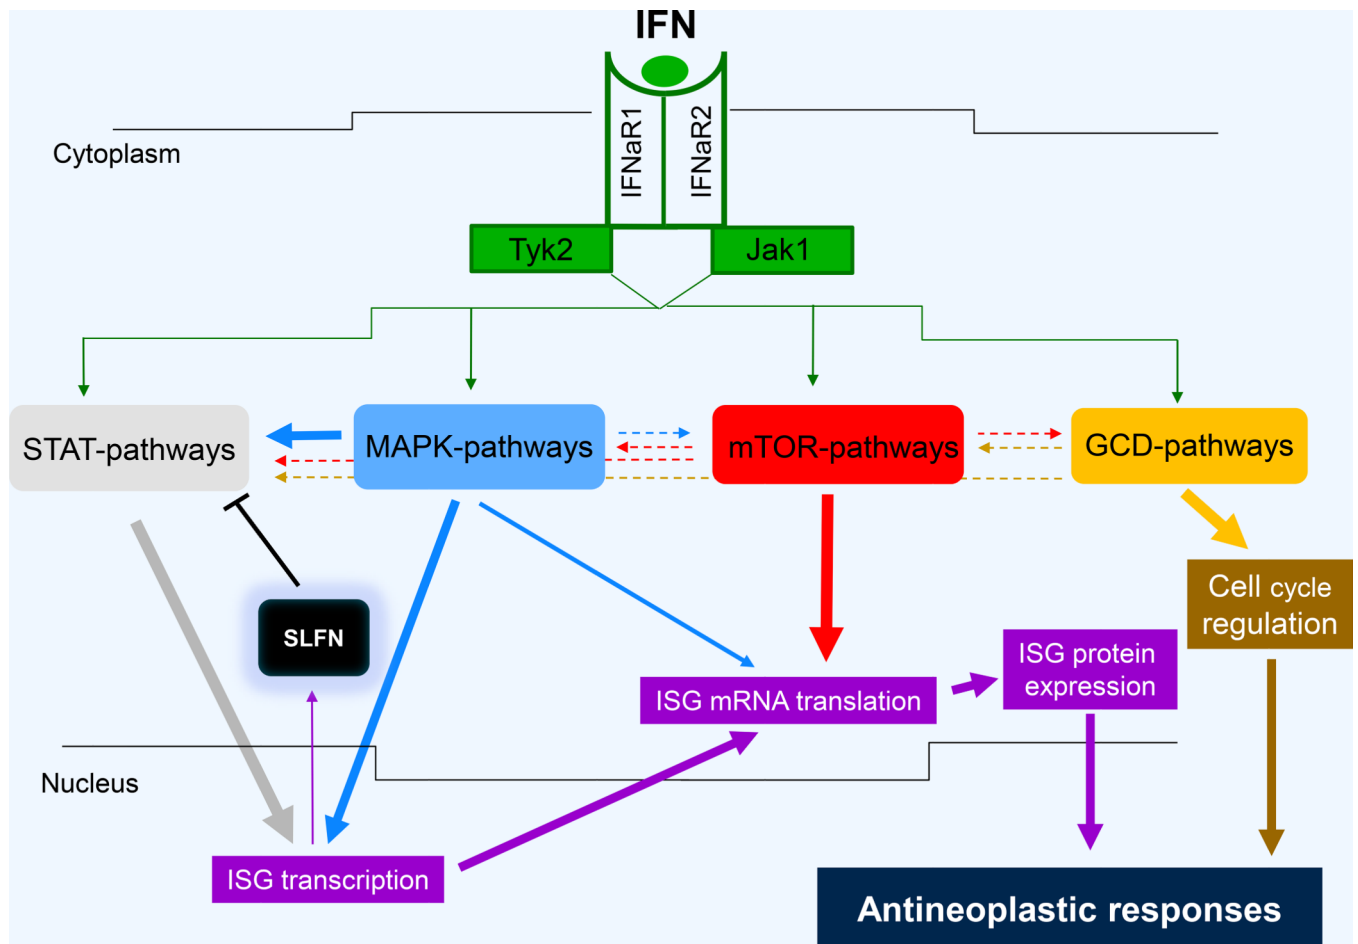 IFN
IFNaR1
IFNaR2
Cytoplasm
Tyk2
Jak1
STAT-pathways
MAPK-pathways
mTOR-pathways
GCD-pathways
Cell cycle
regulation
SLFN
ISG protein
expression
ISG mRNA translation
Nucleus
ISG transcription
Antineoplastic responses